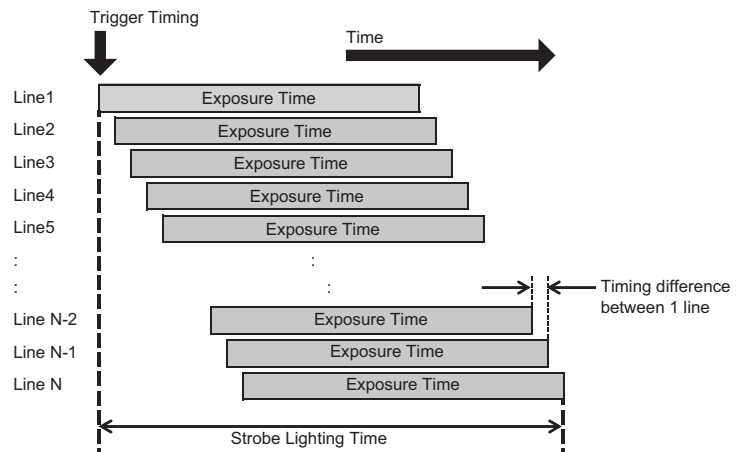 Trigger Timing
Time
Line1 Exposure Time
Line2 Exposure Time
Line3 Exposure Time
Line4 Exposure Time
Line5 Exposure Time
: :
: :
Timing difference
between 1 line
Line N-2 Exposure Time
Line N-1 Exposure Time
Line N Exposure Time
Strobe Lighting Time